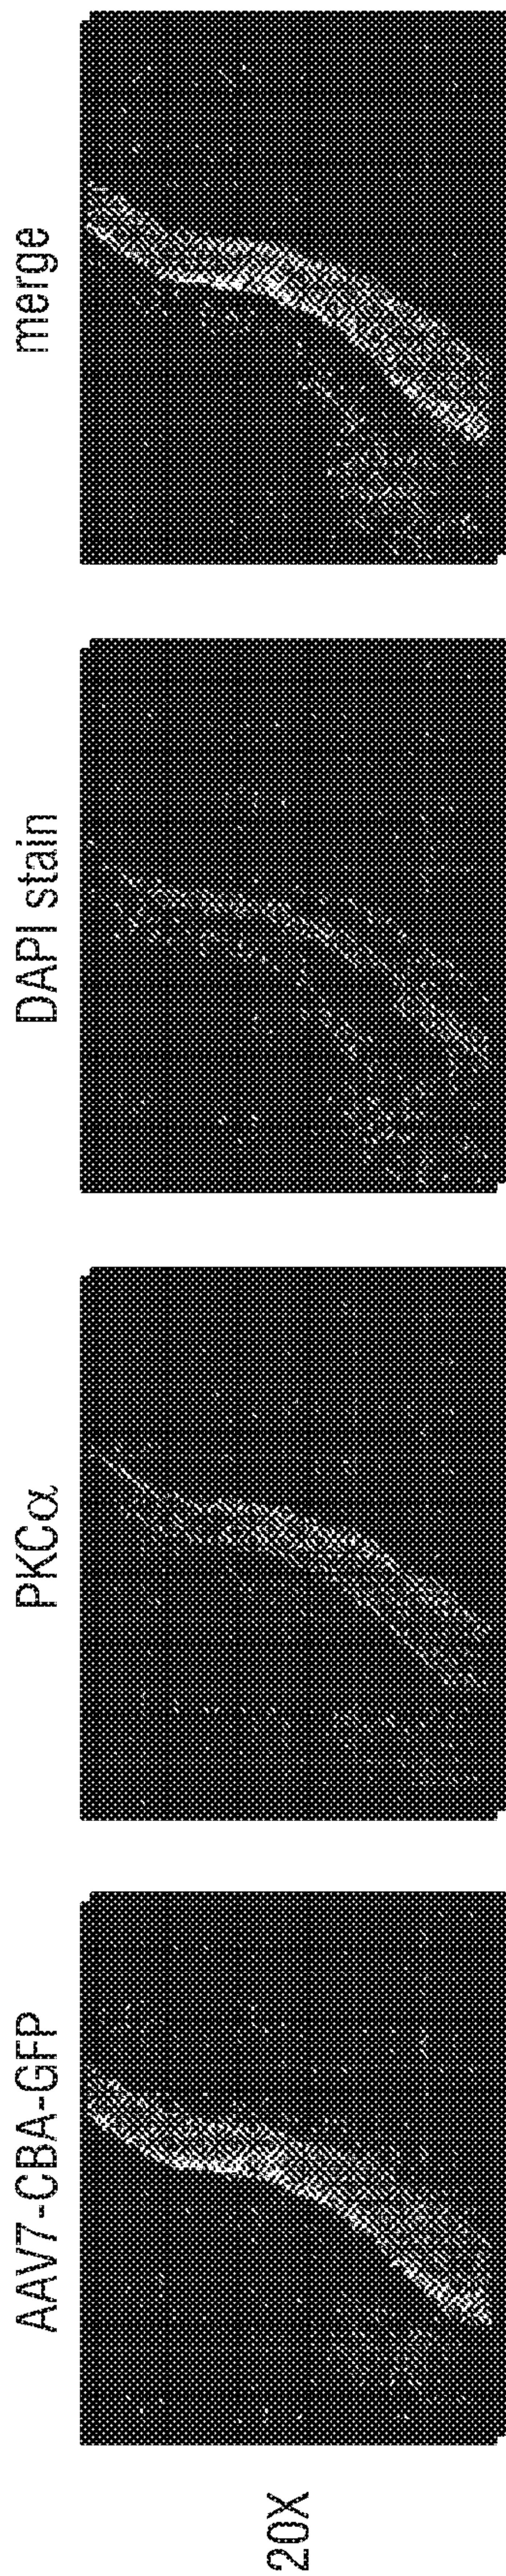 AAV7-CBA-GFP
PKCα
DAPI stain
merge
20X